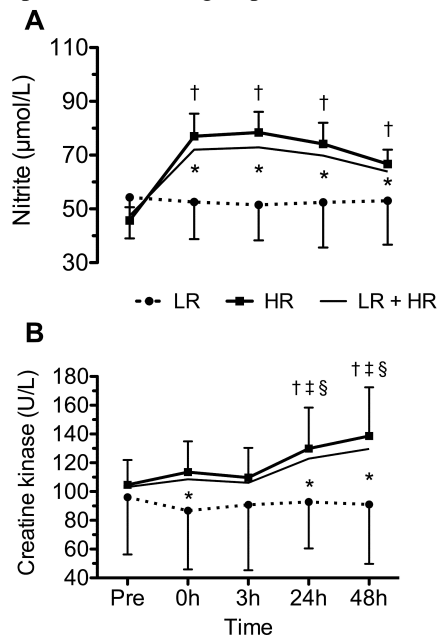 A
110
90
70
50
30
Nitrite (μmol/L)
† † † †
* * * *
LR HR LR + HR
B
180
160
140
120
100
80
60
40
Creatine kinase (U/L)
†‡§ †‡§
* * *
Pre 0h 3h 24h 48h
Time